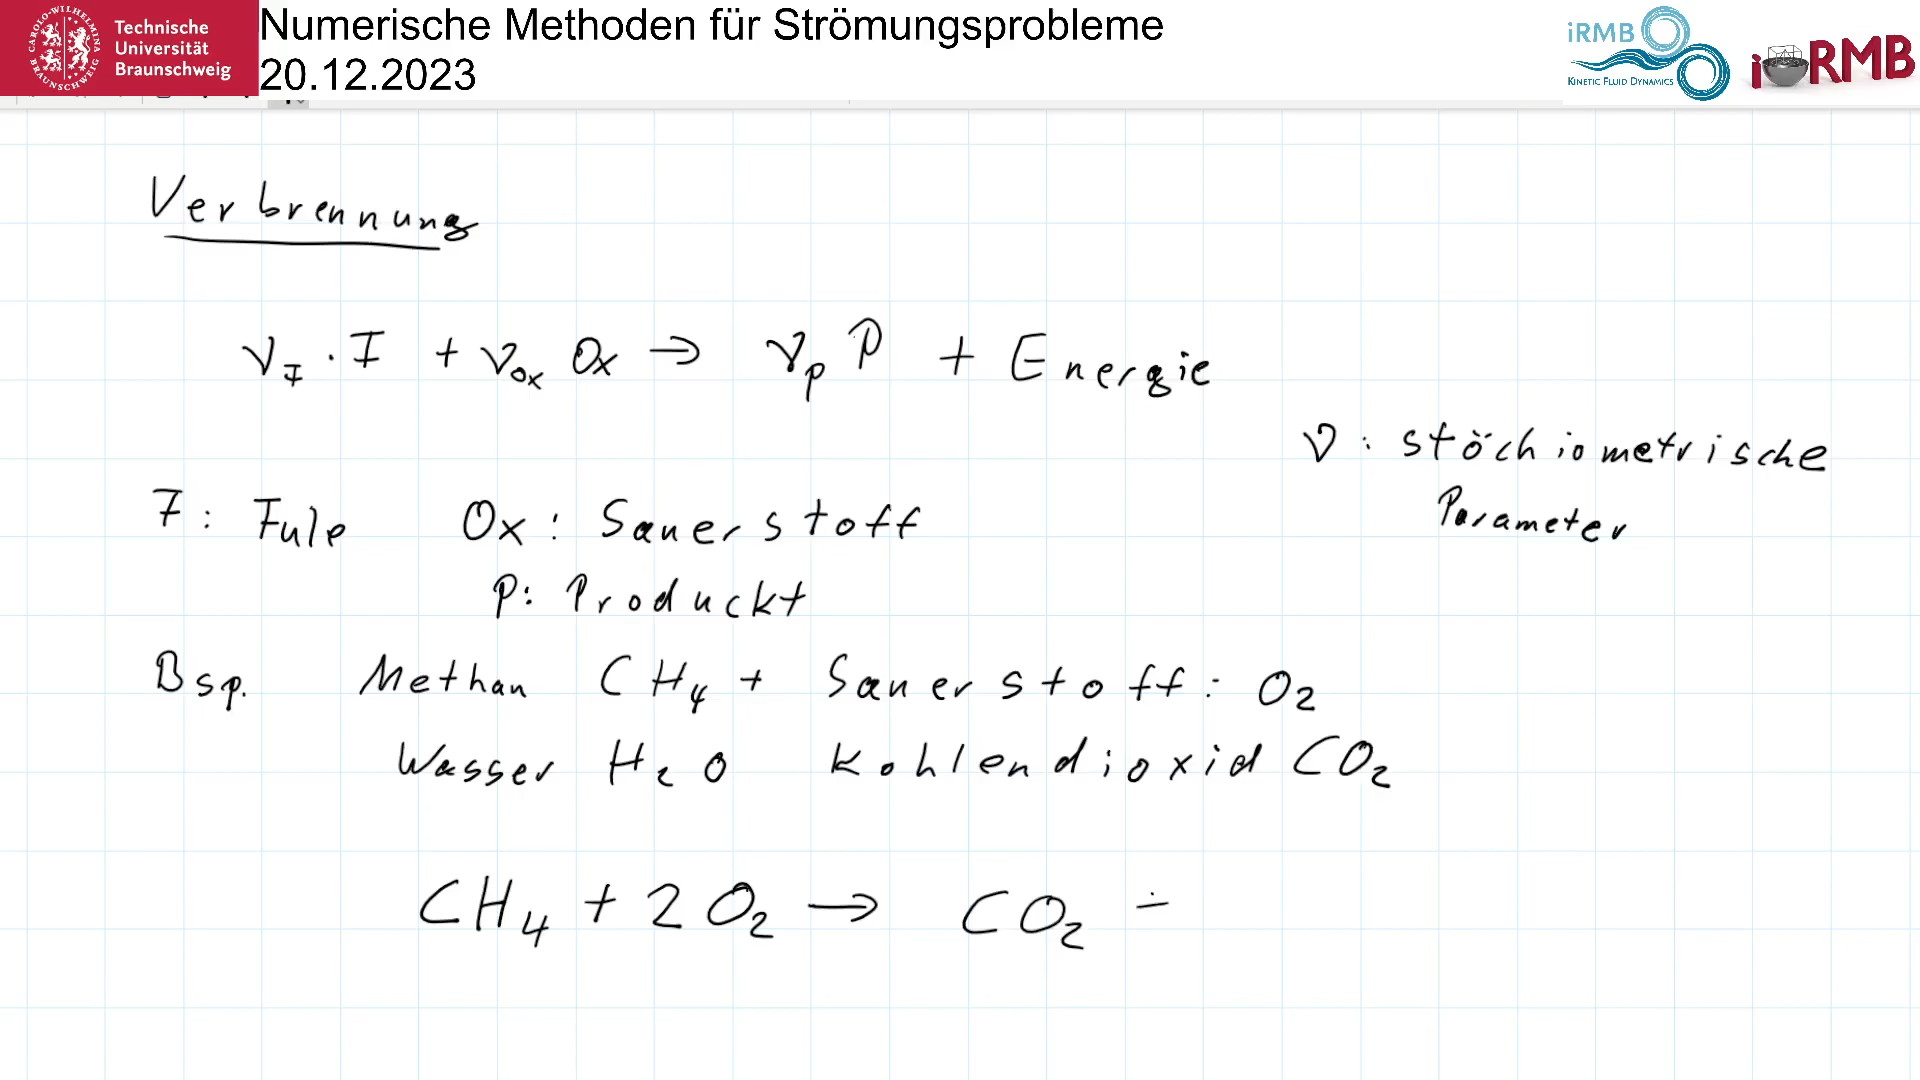 Technische
Universität
Braunschweig
Numerische Methoden für Strömungsprobleme
20.12.2023
iRMB
KINETIC FLUID DYNAMICS
iRMB
Verbrennung
ν_F · F + ν_Ox Ox → ν_P P + Energie
ν : stöchiometrische
Parameter
F : Fule Ox : Sauerstoff
P : Produckt
Bsp. Methan CH₄ + Sauerstoff : O₂
Wasser H₂O Kohlendioxid CO₂
CH₄ + 2 O₂ → CO₂ ÷